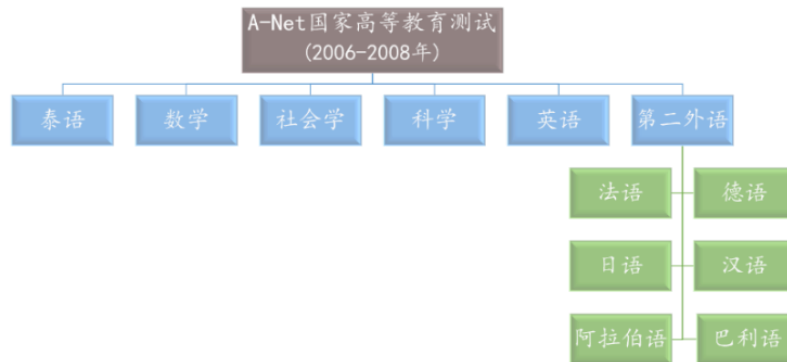 A-Net国家高等教育测试
(2006-2008年)
泰语 数学 社会学 科学 英语 第二外语
法语 德语
日语 汉语
阿拉伯语 巴利语